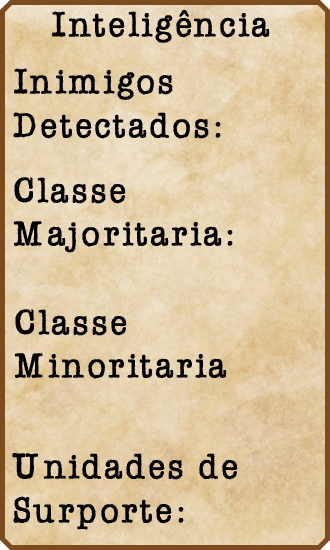 Inteligência
Inimigos
Detectados:
Classe
Majoritaria:
Classe
Minoritaria
Unidades de
Surporte: